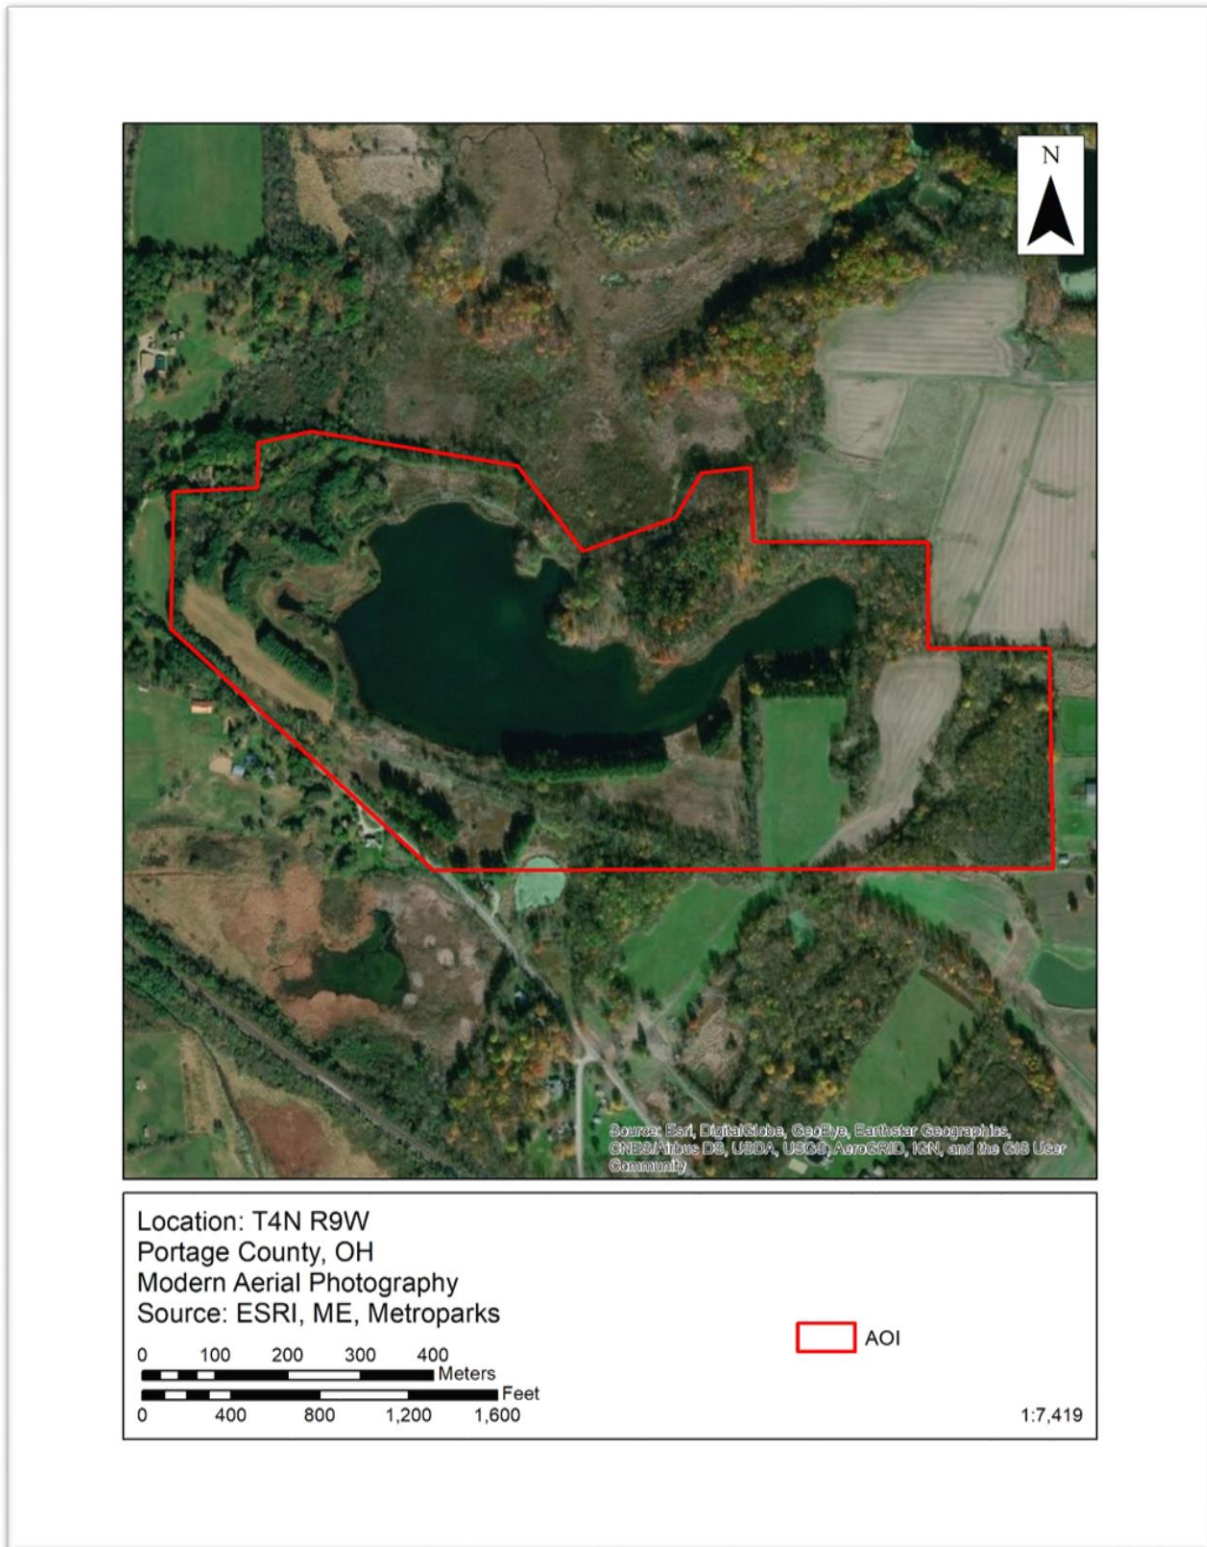 N
Source: Esri, DigitalGlobe, GeoEye, Earthstar Geographics,
CNES/Airbus DS, USDA, USGS, AeroGRID, IGN, and the GIS User
Community
Location: T4N R9W
Portage County, OH
Modern Aerial Photography
Source: ESRI, ME, Metroparks
AOI
0 100 200 300 400
Meters
Feet
0 400 800 1,200 1,600
1:7,419